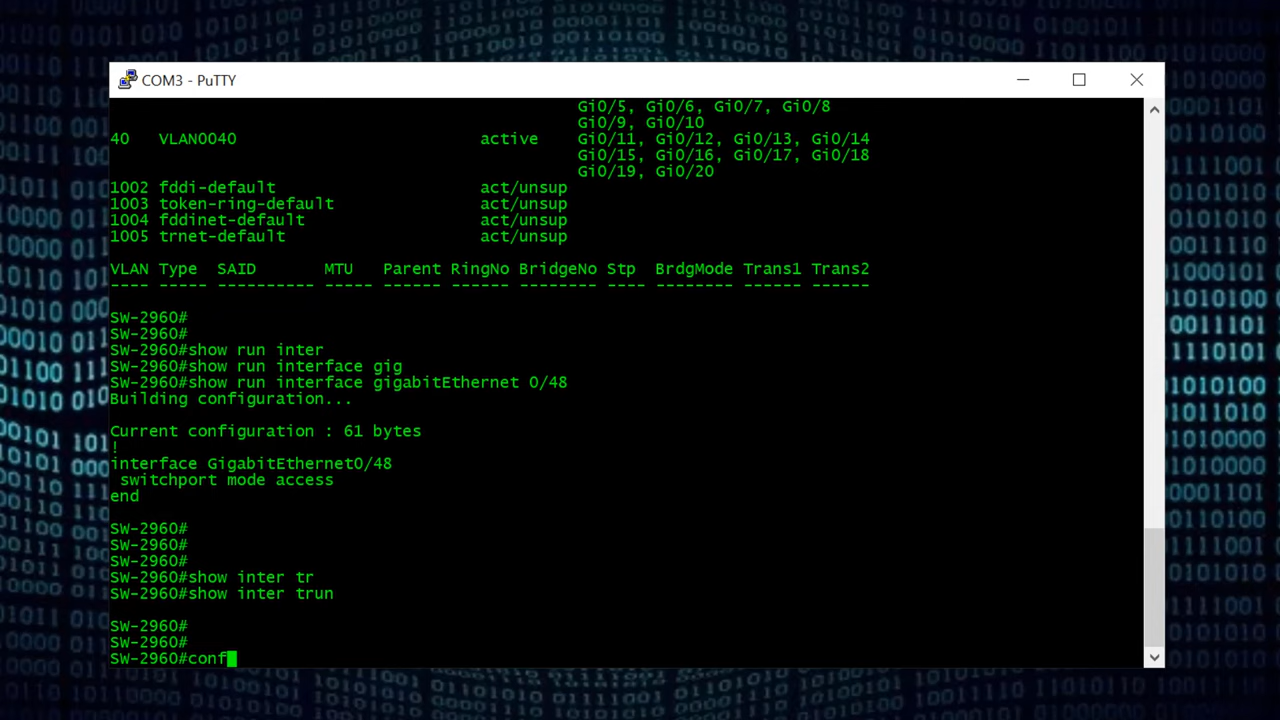 COM3 - PuTTY
Gi0/5, Gi0/6, Gi0/7, Gi0/8
Gi0/9, Gi0/10
40 VLAN0040 active Gi0/11, Gi0/12, Gi0/13, Gi0/14
Gi0/15, Gi0/16, Gi0/17, Gi0/18
Gi0/19, Gi0/20
1002 fddi-default act/unsup
1003 token-ring-default act/unsup
1004 fddinet-default act/unsup
1005 trnet-default act/unsup
VLAN Type SAID MTU Parent RingNo BridgeNo Stp BrdgMode Trans1 Trans2
---- ----- ---------- ----- ------ ------ -------- ---- -------- ------ ------
SW-2960#
SW-2960#
SW-2960#show run inter
SW-2960#show run interface gig
SW-2960#show run interface gigabitEthernet 0/48
Building configuration...
Current configuration : 61 bytes
!
interface GigabitEthernet0/48
switchport mode access
end
SW-2960#
SW-2960#
SW-2960#
SW-2960#show inter tr
SW-2960#show inter trun
SW-2960#
SW-2960#
SW-2960#conf